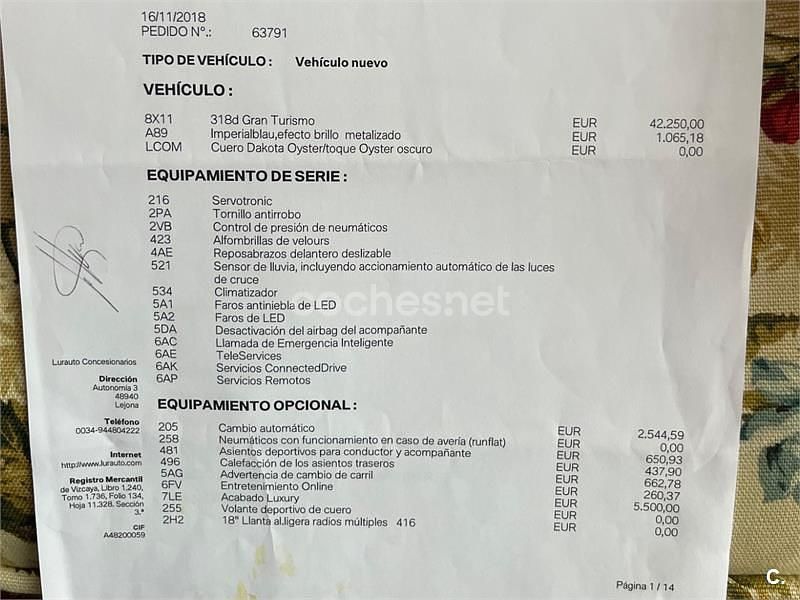 16/11/2018
PEDIDO Nº.: 63791
TIPO DE VEHÍCULO : Vehículo nuevo
VEHÍCULO :
8X11 318d Gran Turismo EUR 42.250,00
A89 Imperialblau,efecto brillo metalizado EUR 1.065,18
LCOM Cuero Dakota Oyster/toque Oyster oscuro EUR 0,00
EQUIPAMIENTO DE SERIE :
216 Servotronic
2PA Tornillo antirrobo
2VB Control de presión de neumáticos
423 Alfombrillas de velours
4AE Reposabrazos delantero deslizable
521 Sensor de lluvia, incluyendo accionamiento automático de las luces
de cruce
534 Climatizador
5A1 Faros antiniebla de LED
5A2 Faros de LED
5DA Desactivación del airbag del acompañante
6AC Llamada de Emergencia Inteligente
6AE TeleServices
6AK Servicios ConnectedDrive
6AP Servicios Remotos
coches.net
Lurauto Concesionarios
Dirección
Autonomía 3
48940
Lejona
Teléfono
0034-944804222
Internet
http://www.lurauto.com
Registro Mercantil
de Vizcaya, Libro 1,240,
Tomo 1.736, Folio 134,
Hoja 11.328. Sección
3.ª
CIF
A48200059
EQUIPAMIENTO OPCIONAL :
205 Cambio automático EUR 2.544,59
258 Neumáticos con funcionamiento en caso de avería (runflat) EUR 0,00
481 Asientos deportivos para conductor y acompañante EUR 650,93
496 Calefacción de los asientos traseros EUR 437,90
5AG Advertencia de cambio de carril EUR 662,78
6FV Entretenimiento Online EUR 260,37
7LE Acabado Luxury EUR 5.500,00
255 Volante deportivo de cuero EUR 0,00
2H2 18" Llanta al.ligera radios múltiples 416 EUR 0,00
Página 1 / 14
C.